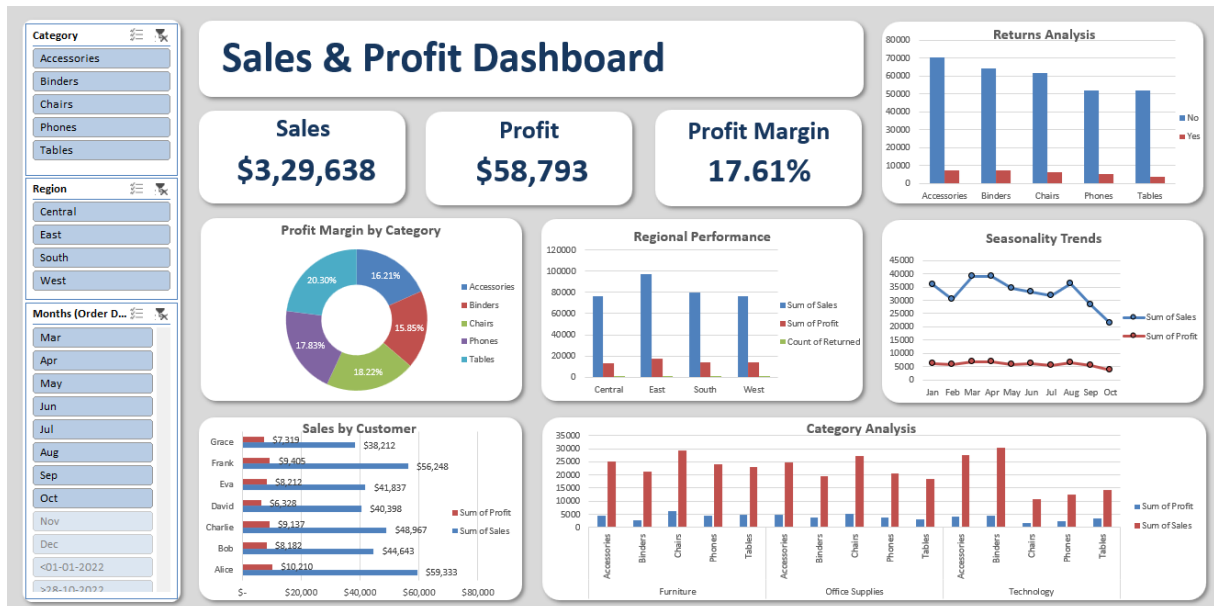 Category
Accessories
Binders
Chairs
Phones
Tables
Region
Central
East
South
West
Months (Order D...
Mar
Apr
May
Jun
Jul
Aug
Sep
Oct
Nov
Dec
<01-01-2022
>28-10-2022
Sales & Profit Dashboard
Sales
$3,29,638
Profit
$58,793
Profit Margin
17.61%
Returns Analysis
80000
70000
60000
50000
40000
30000
20000
10000
0
Accessories Binders Chairs Phones Tables
No
Yes
Profit Margin by Category
20.30% 16.21%
15.85%
17.83%
18.22%
Accessories
Binders
Chairs
Phones
Tables
Regional Performance
120000
100000
80000
60000
40000
20000
0
Central East South West
Sum of Sales
Sum of Profit
Count of Returned
Seasonality Trends
45000
40000
35000
30000
25000
20000
15000
10000
5000
0
Jan Feb Mar Apr May Jun Jul Aug Sep Oct
Sum of Sales
Sum of Profit
Sales by Customer
Grace $7,319 $38,212
Frank $9,405 $56,248
Eva $8,212 $41,837
David $6,328 $40,398
Charlie $9,137 $48,967
Bob $8,182 $44,643
Alice $10,210 $59,333
$- $20,000 $40,000 $60,000 $80,000
Sum of Profit
Sum of Sales
Category Analysis
35000
30000
25000
20000
15000
10000
5000
0
Accessories Binders Chairs Phones Tables Accessories Binders Chairs Phones Tables Accessories Binders Chairs Phones Tables
Furniture Office Supplies Technology
Sum of Profit
Sum of Sales